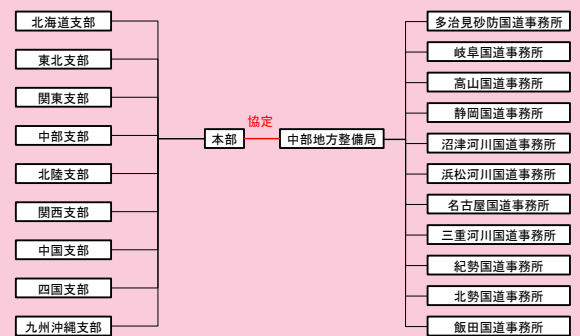 北海道支部
東北支部
関東支部
中部支部
北陸支部
関西支部
中国支部
四国支部
九州沖縄支部
本部
協定
中部地方整備局
多治見砂防国道事務所
岐阜国道事務所
高山国道事務所
静岡国道事務所
沼津河川国道事務所
浜松河川国道事務所
名古屋国道事務所
三重河川国道事務所
紀勢国道事務所
北勢国道事務所
飯田国道事務所